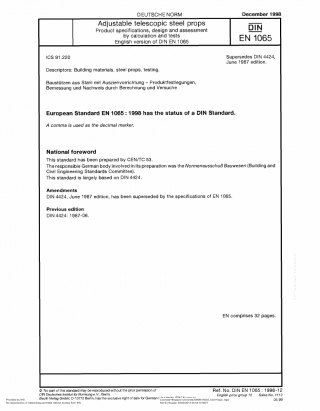 DEUTSCHE NORM
December 1998
Adjustable telescopic steel props
Product specifications, design and assessment
by calculation and tests
English version of DIN EN 1065
DIN
EN 1065
ICS 91.220
Supersedes DIN 4424,
June 1987 edition.
Descriptors: Building materials, steel props, testing.
Baustützen aus Stahl mit Ausziehvorrichtung – Produktfestlegungen,
Bemessung und Nachweis durch Berechnung und Versuche
European Standard EN 1065 : 1998 has the status of a DIN Standard.
A comma is used as the decimal marker.
National foreword
This standard has been prepared by CEN/TC 53.
The responsible German body involved in its preparation was the Normenausschuß Bauwesen (Building and
Civil Engineering Standards Committee).
This standard is largely based on DIN 4424.
Amendments
DIN 4424, June 1987 edition, has been superseded by the specifications of EN 1065.
Previous edition
DIN 4424: 1987-06.
EN comprises 32 pages.
© No part of this standard may be reproduced without the prior permission of
DIN Deutsches Institut für Normung e.V., Berlin.
Beuth Verlag GmbH, D-10772 Berlin, has the exclusive right of sale for German
Ref. No. DIN EN 1065 : 1998-12
English price group 12 Sales No. 1112